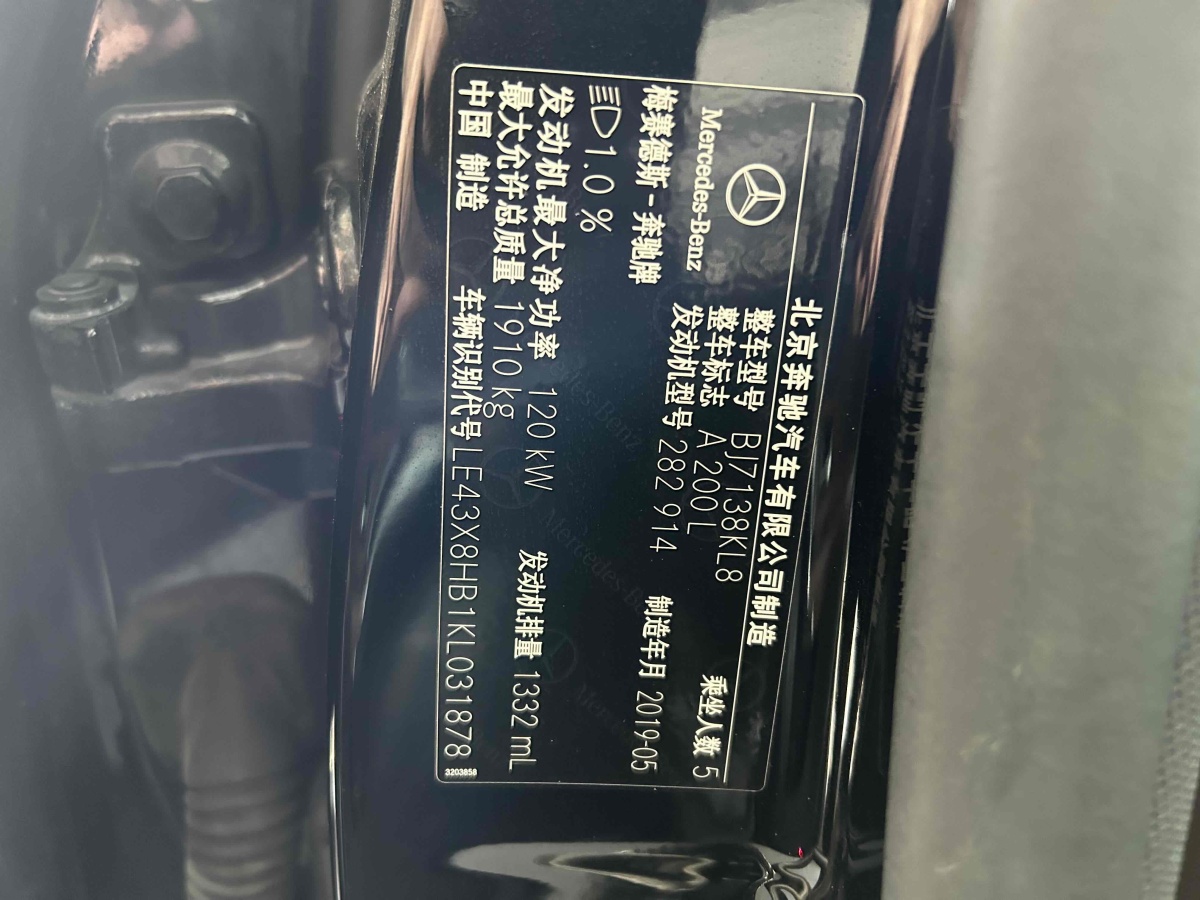 北京奔驰汽车有限公司制造
Mercedes-Benz
整车型号 BJ7138KL8
整车标志 A 200 L 乘坐人数 5
梅赛德斯-奔驰牌 发动机型号 282 914 制造年月 2019-05
1.0 %
发动机最大净功率 120 kW 发动机排量 1332 mL
最大允许总质量 1910 kg
中国 制造 车辆识别代号 LE43X8HB1KL031878
3203858